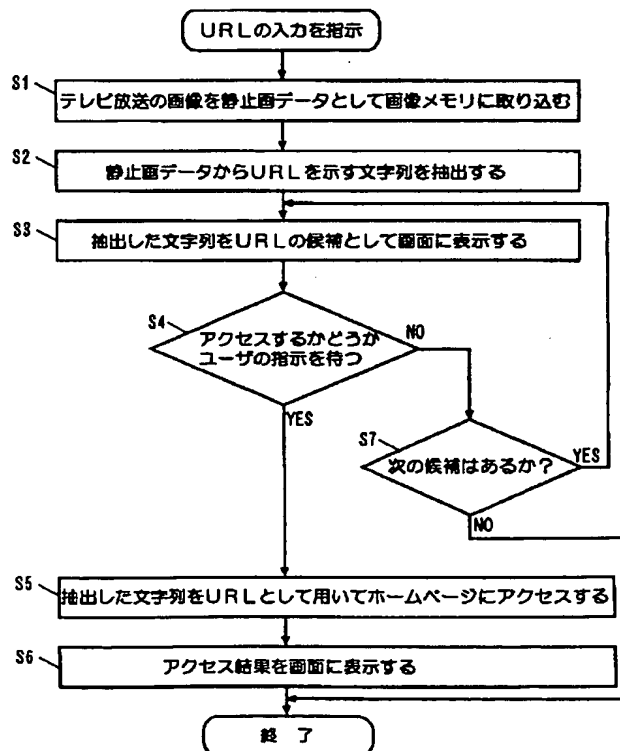 URLの入力を指示
S1
テレビ放送の画像を静止画データとして画像メモリに取り込む
S2
静止画データからURLを示す文字列を抽出する
S3
抽出した文字列をURLの候補として画面に表示する
S4
アクセスするかどうか
ユーザの指示を待つ
NO
YES
S7
次の候補はあるか？
YES
NO
S5
抽出した文字列をURLとして用いてホームページにアクセスする
S6
アクセス結果を画面に表示する
終 了